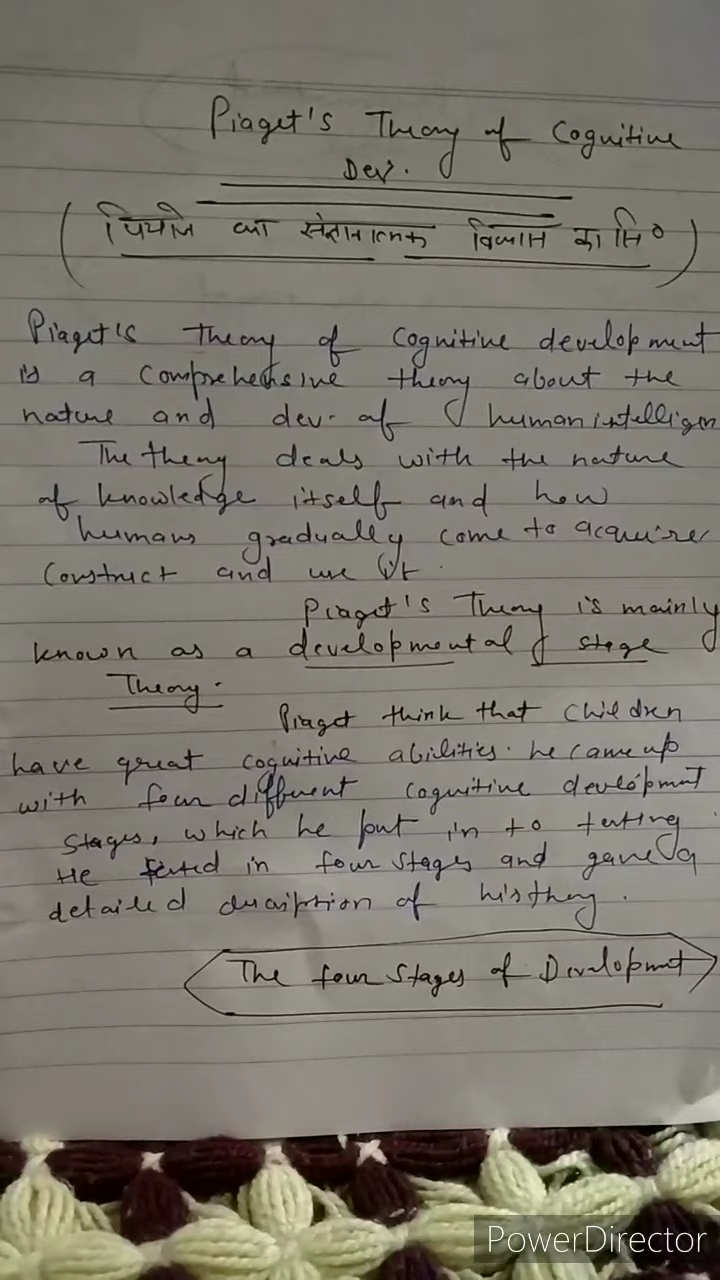 Piaget's Theory of Cognitive
Dev.
(पियाजे का संज्ञानात्मक विकास का सि०)
Piaget's theory of cognitive development
is a comprehensive theory about the
nature and dev. of human intelligen
The theory deals with the nature
of knowledge itself and how
humans gradually come to acquire
construct and use it.
Piaget's Theory is mainly
known as a developmental stage
Theory.
Piaget think that children
have great cognitive abilities. he came up
with four different cognitive development
stages, which he put in to testing.
He in four stages and gave a
detailed description of his theory.
The four stages of Development
PowerDirector